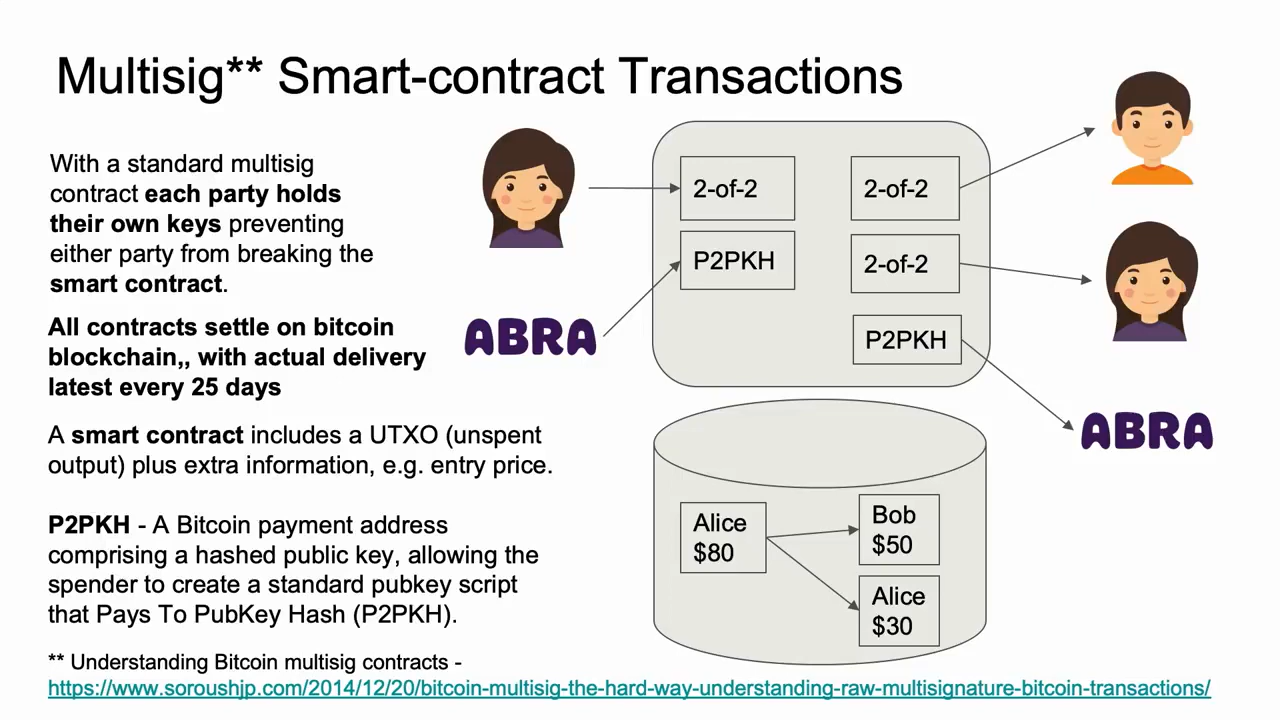 Multisig** Smart-contract Transactions
With a standard multisig
contract each party holds
their own keys preventing
either party from breaking the
smart contract.
All contracts settle on bitcoin
blockchain,, with actual delivery
latest every 25 days
A smart contract includes a UTXO (unspent
output) plus extra information, e.g. entry price.
P2PKH - A Bitcoin payment address
comprising a hashed public key, allowing the
spender to create a standard pubkey script
that Pays To PubKey Hash (P2PKH).
** Understanding Bitcoin multisig contracts -
https://www.soroushjp.com/2014/12/20/bitcoin-multisig-the-hard-way-understanding-raw-multisignature-bitcoin-transactions/
ABRA
2-of-2
P2PKH
2-of-2
2-of-2
P2PKH
ABRA
Alice
$80
Bob
$50
Alice
$30